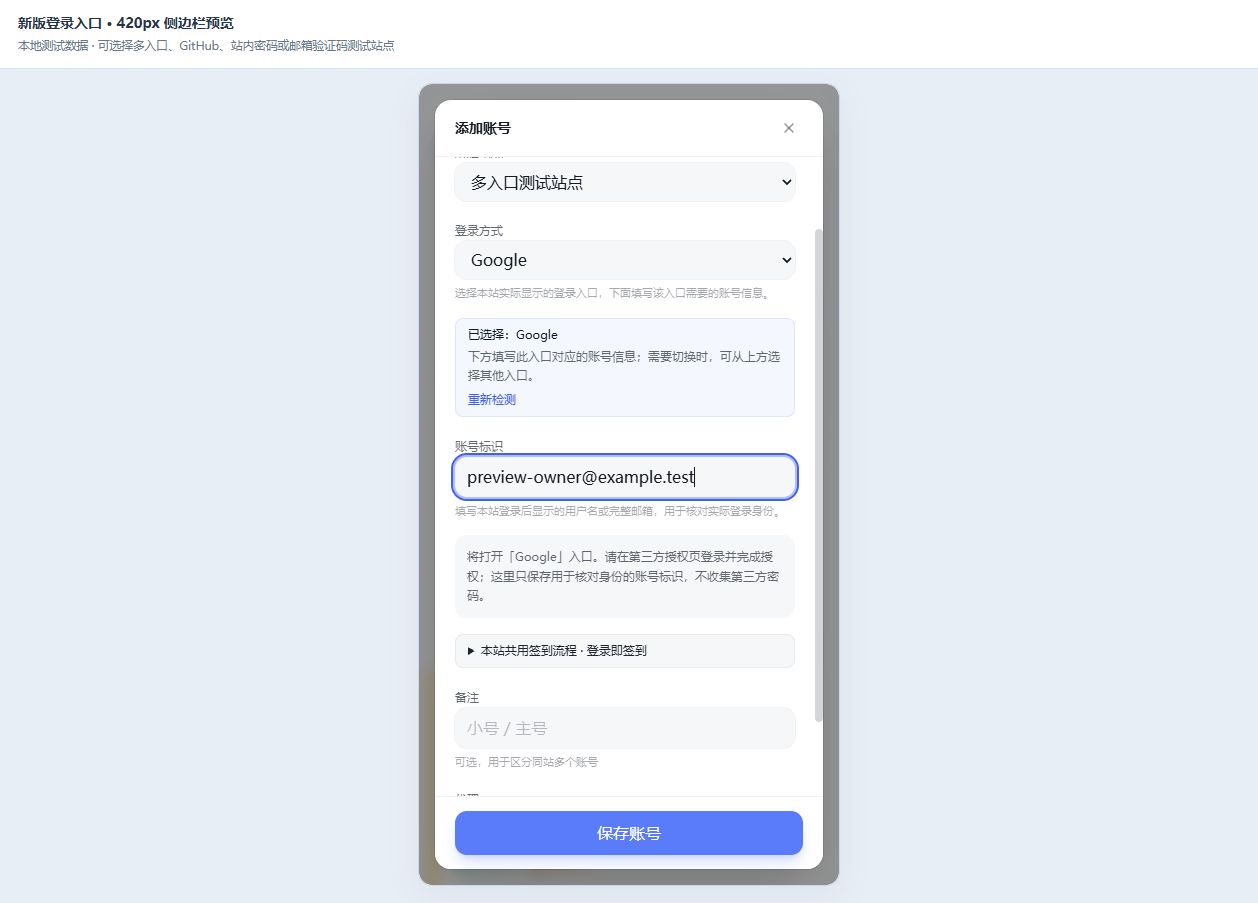 新版登录入口 • 420px 侧边栏预览
本地测试数据 · 可选择多入口、GitHub、站内密码或邮箱验证码测试站点
添加账号
多入口测试站点
登录方式
Google
选择本站实际显示的登录入口，下面填写该入口需要的账号信息。
已选择：Google
下方填写此入口对应的账号信息；需要切换时，可从上方选
择其他入口。
重新检测
账号标识
preview-owner@example.test
填写本站登录后显示的用户名或完整邮箱，用于核对实际登录身份。
将打开「Google」入口。请在第三方授权页登录并完成授
权；这里只保存用于核对身份的账号标识，不收集第三方密
码。
本站共用签到流程 · 登录即签到
备注
小号 / 主号
可选，用于区分同站多个账号
保存账号